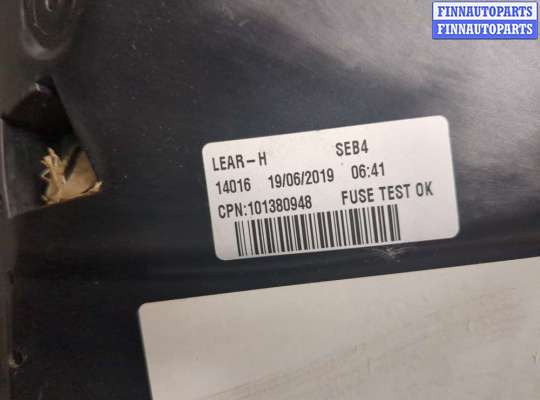 FINNAUTOPARTS
FINNAUTOPARTS
LEAR-H SEB4
14016 19/06/2019 06:41
CPN:101380948 FUSE TEST OK